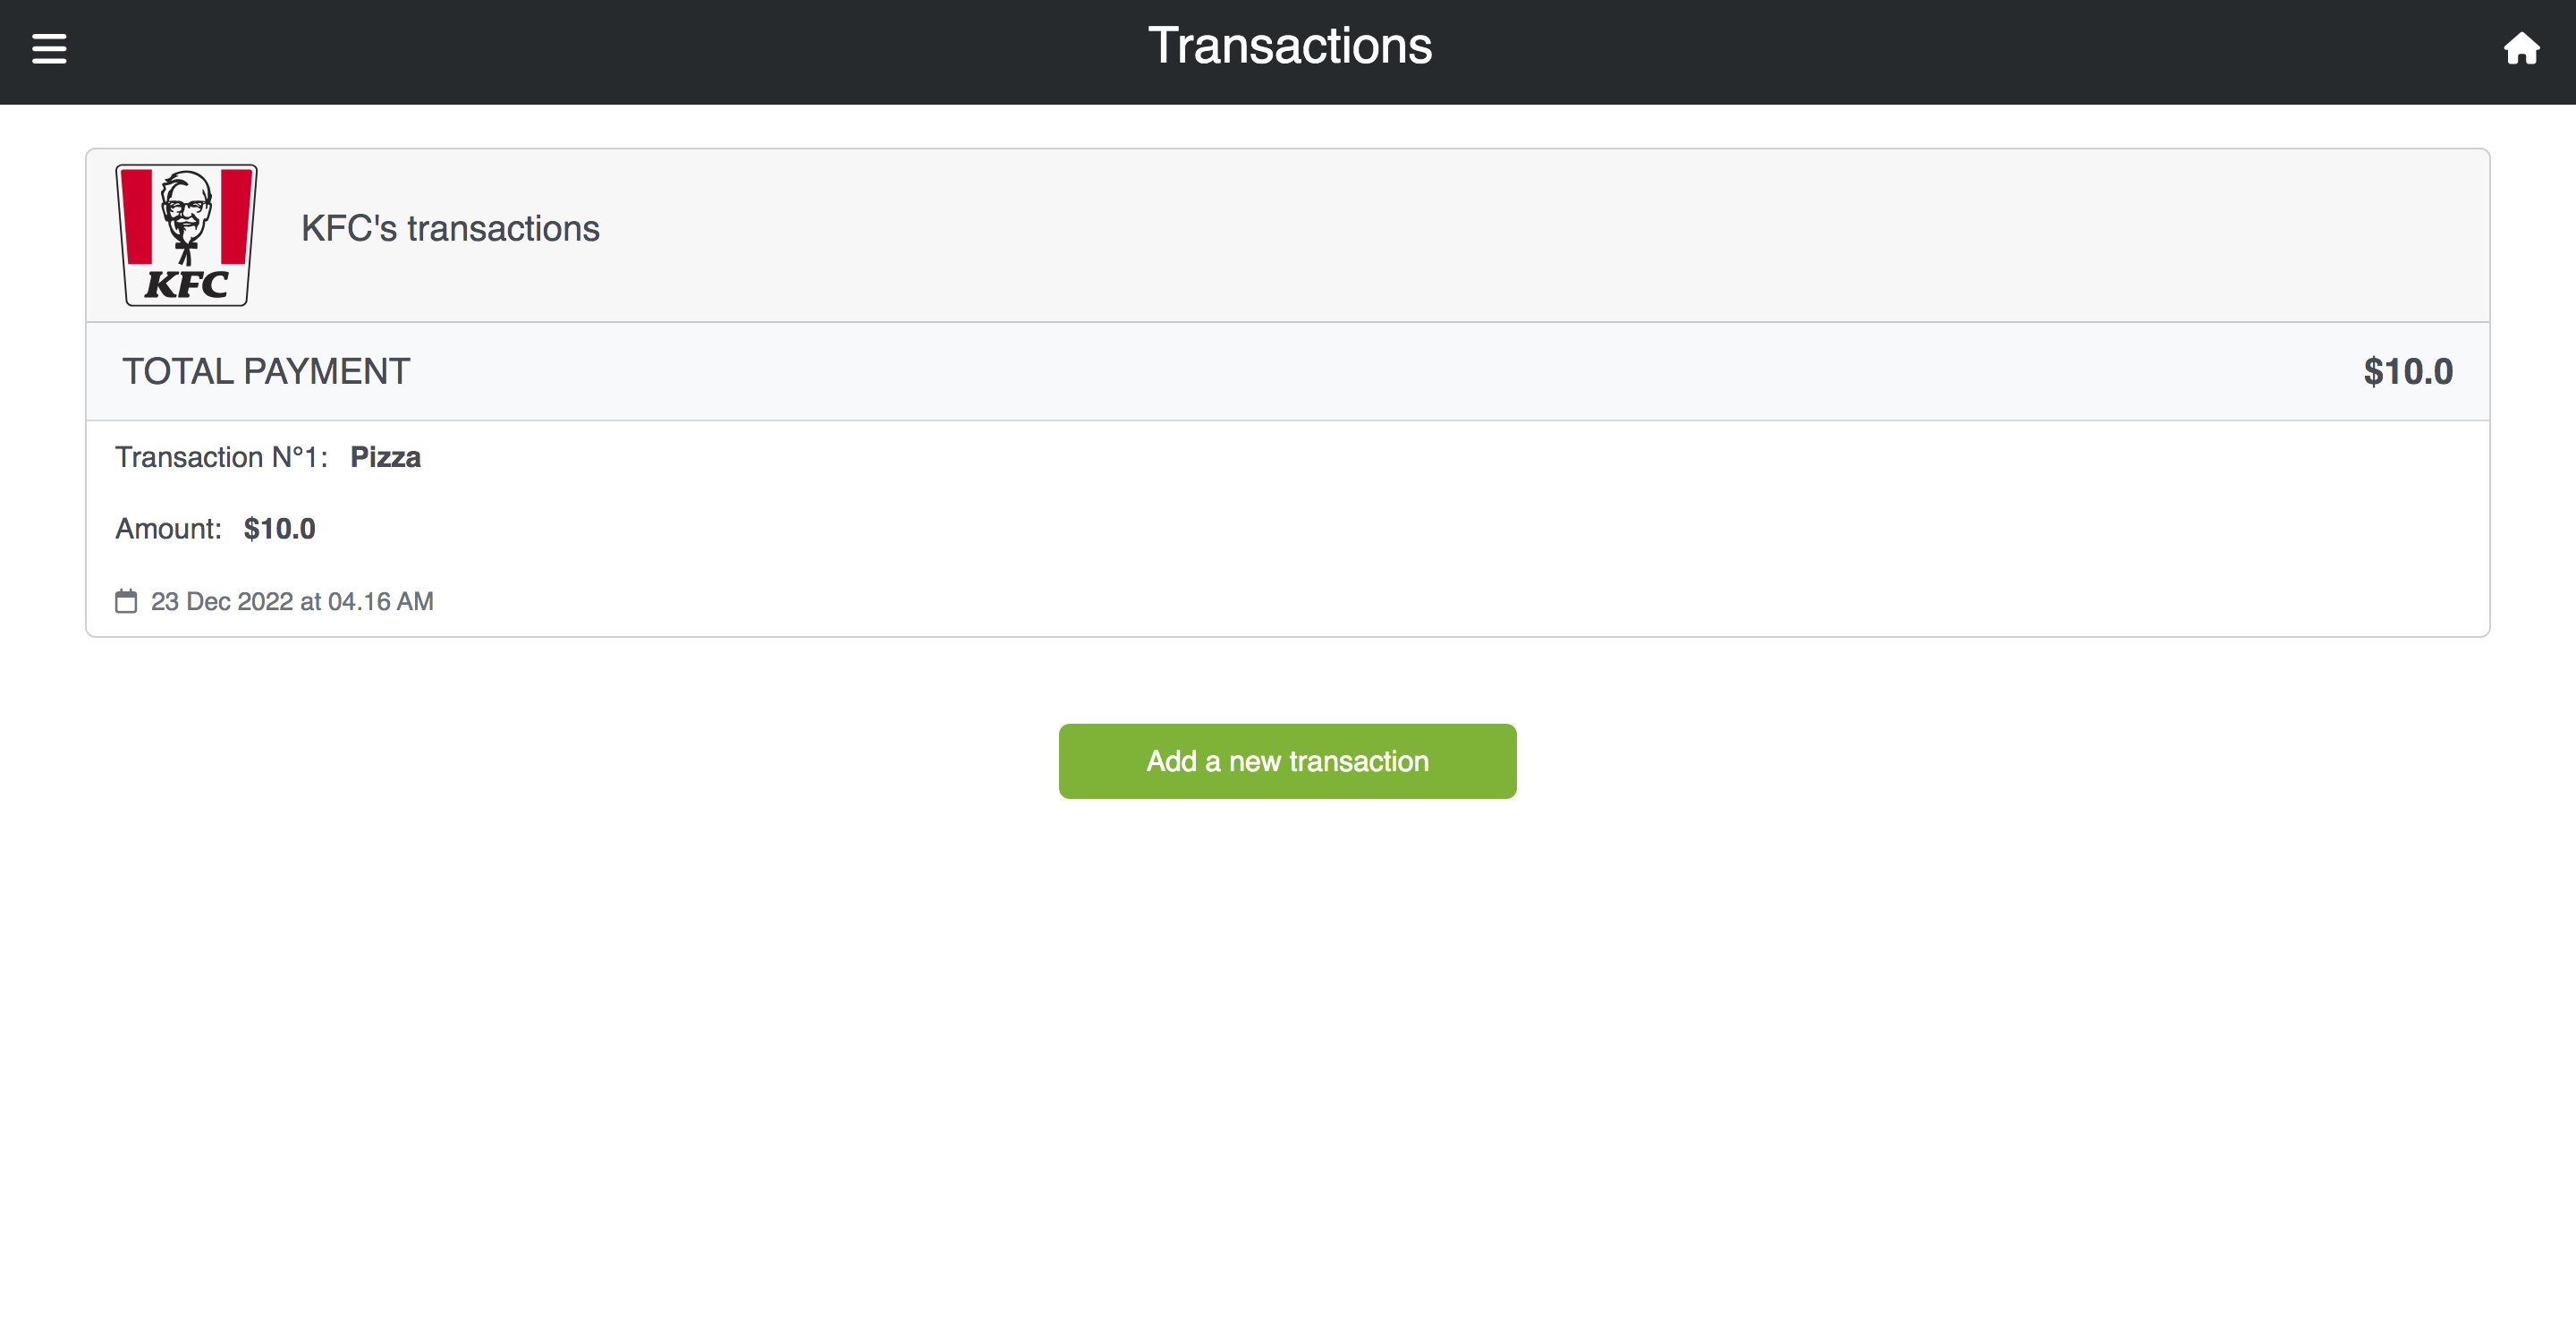 Transactions
KFC
KFC's transactions
TOTAL PAYMENT $10.0
Transaction N°1: Pizza
Amount: $10.0
23 Dec 2022 at 04.16 AM
Add a new transaction